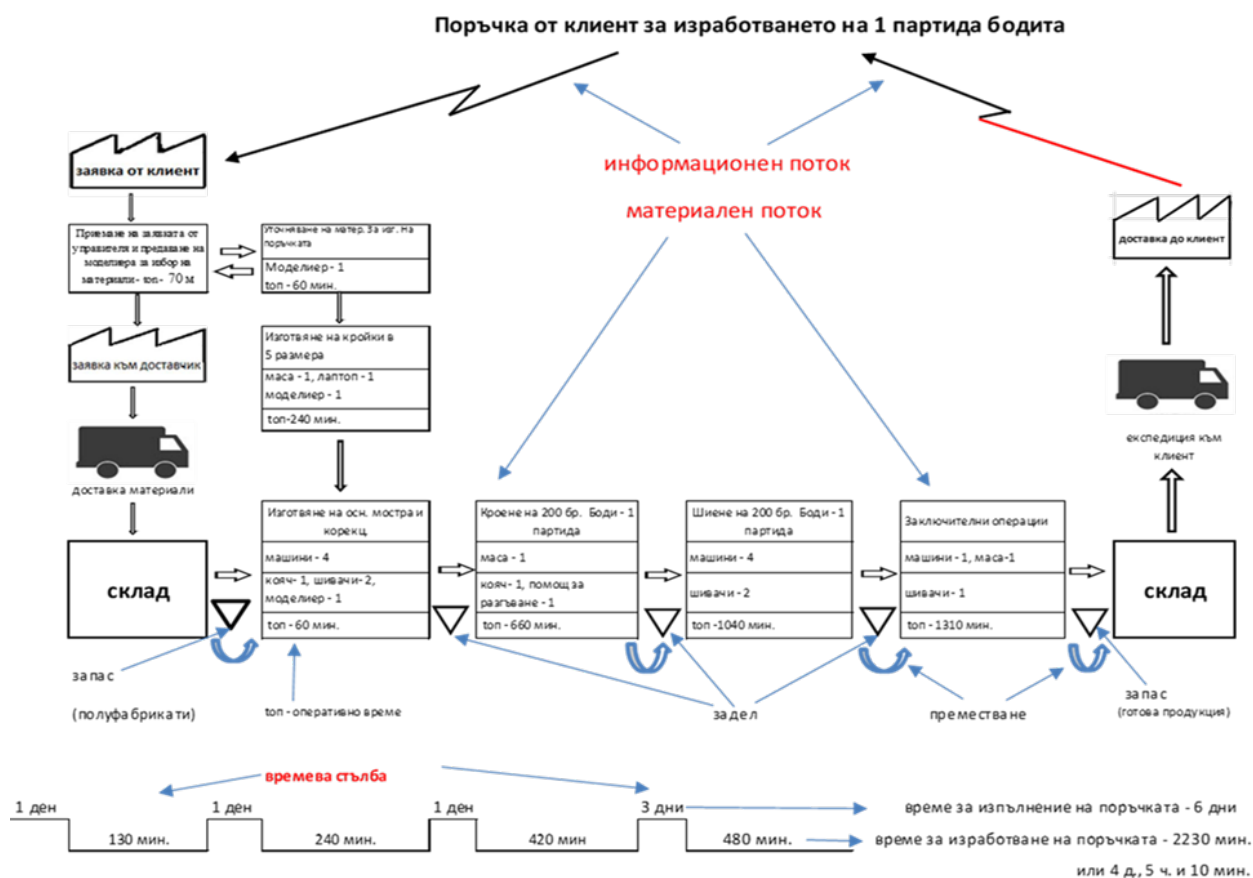 Поръчка от клиент за изработването на 1 партида бодита
информационен поток
материален поток
заявка от клиент
Приемане на заявката от
управителя и предаване на
моделиера за избор на
материали- топ- 70 м
Уточняване на матер. За изг. На
поръчката
Моделиер - 1
топ - 60 мин.
заявка към доставчик
Изготвяне на кройки в
5 размера
маса - 1, лаптоп - 1
моделиер - 1
топ-240 мин.
доставка материали
доставка до клиент
експедиция към
клиент
склад
Изготвяне на осн. мостра и
корекц.
машини - 4
кояч- 1, шивачи- 2,
моделиер - 1
топ - 60 мин.
Кроене на 200 бр. Боди - 1
партида
маса - 1
кояч- 1, помощ за
разгъване - 1
топ - 660 мин.
Шиене на 200 бр. Боди - 1
партида
машини - 4
шивачи - 2
топ -1040 мин.
Заключителни операции
машини - 1, маса-1
шивачи - 1
топ - 1310 мин.
склад
запас
(полуфабрикати)
топ - оперативно време
задел
преместване
запас
(готова продукция)
времева стълба
1 ден
1 ден
1 ден
3 дни
време за изпълнение на поръчката - 6 дни
130 мин.
240 мин.
420 мин
480 мин.
време за изработване на поръчката - 2230 мин.
или 4 д., 5 ч. и 10 мин.